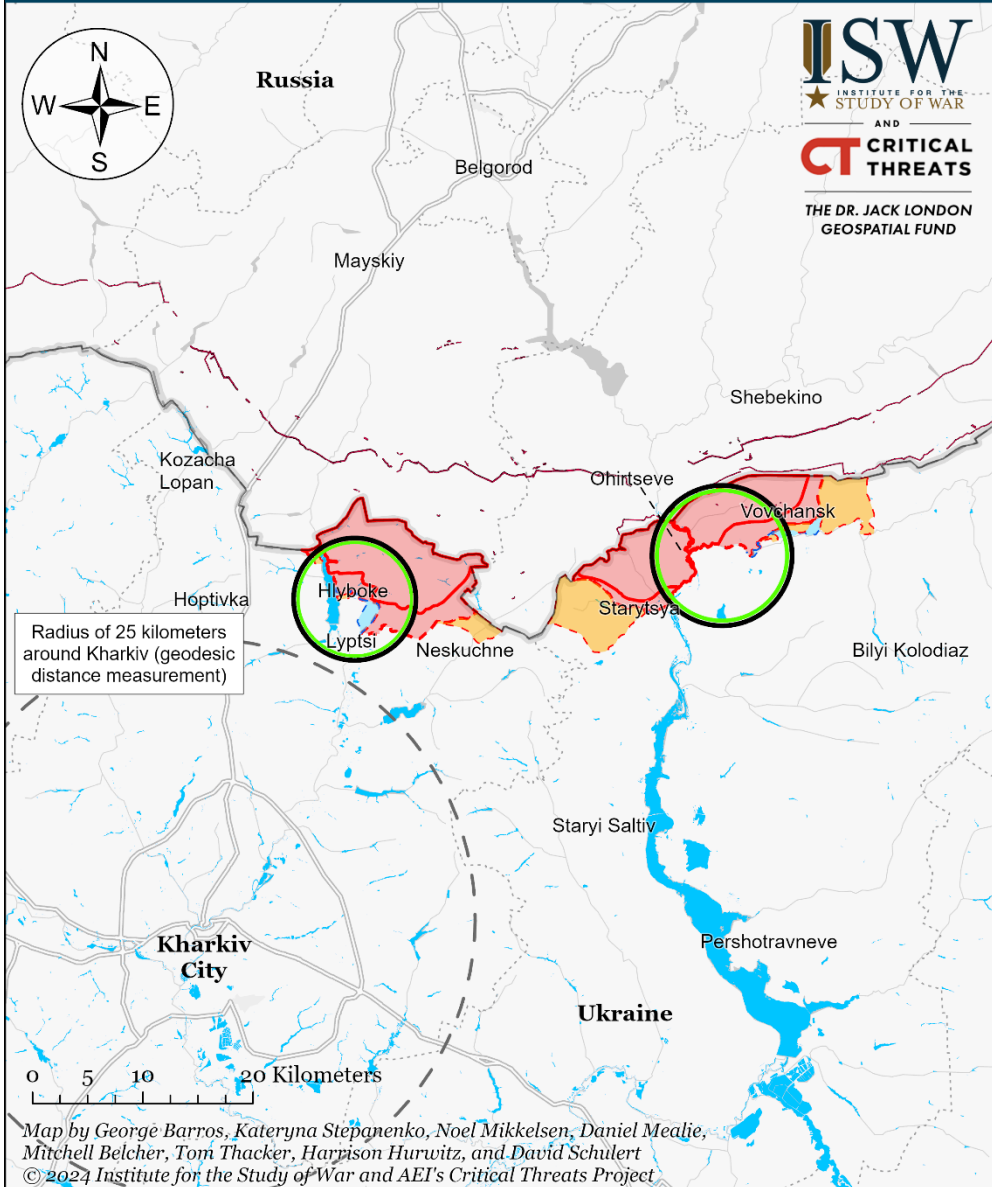 N
W E
S
Russia
ISW
INSTITUTE FOR THE
STUDY OF WAR
AND
CT CRITICAL
THREATS
THE DR. JACK LONDON
GEOSPATIAL FUND
Belgorod
Mayskiy
Shebekino
Kozacha
Lopan
Ohirtseve
Vovchansk
Hoptivka
Hlyboke
Starytsya
Radius of 25 kilometers
around Kharkiv (geodesic
distance measurement)
Lyptsi
Neskuchne
Bilyi Kolodiaz
Staryi Saltiv
Pershotravneve
Kharkiv
City
Ukraine
0 5 10 20 Kilometers
Map by George Barros, Kateryna Stepanenko, Noel Mikkelsen, Daniel Mealie,
Mitchell Belcher, Tom Thacker, Harrison Hurwitz, and David Schulert
© 2024 Institute for the Study of War and AEI's Critical Threats Project